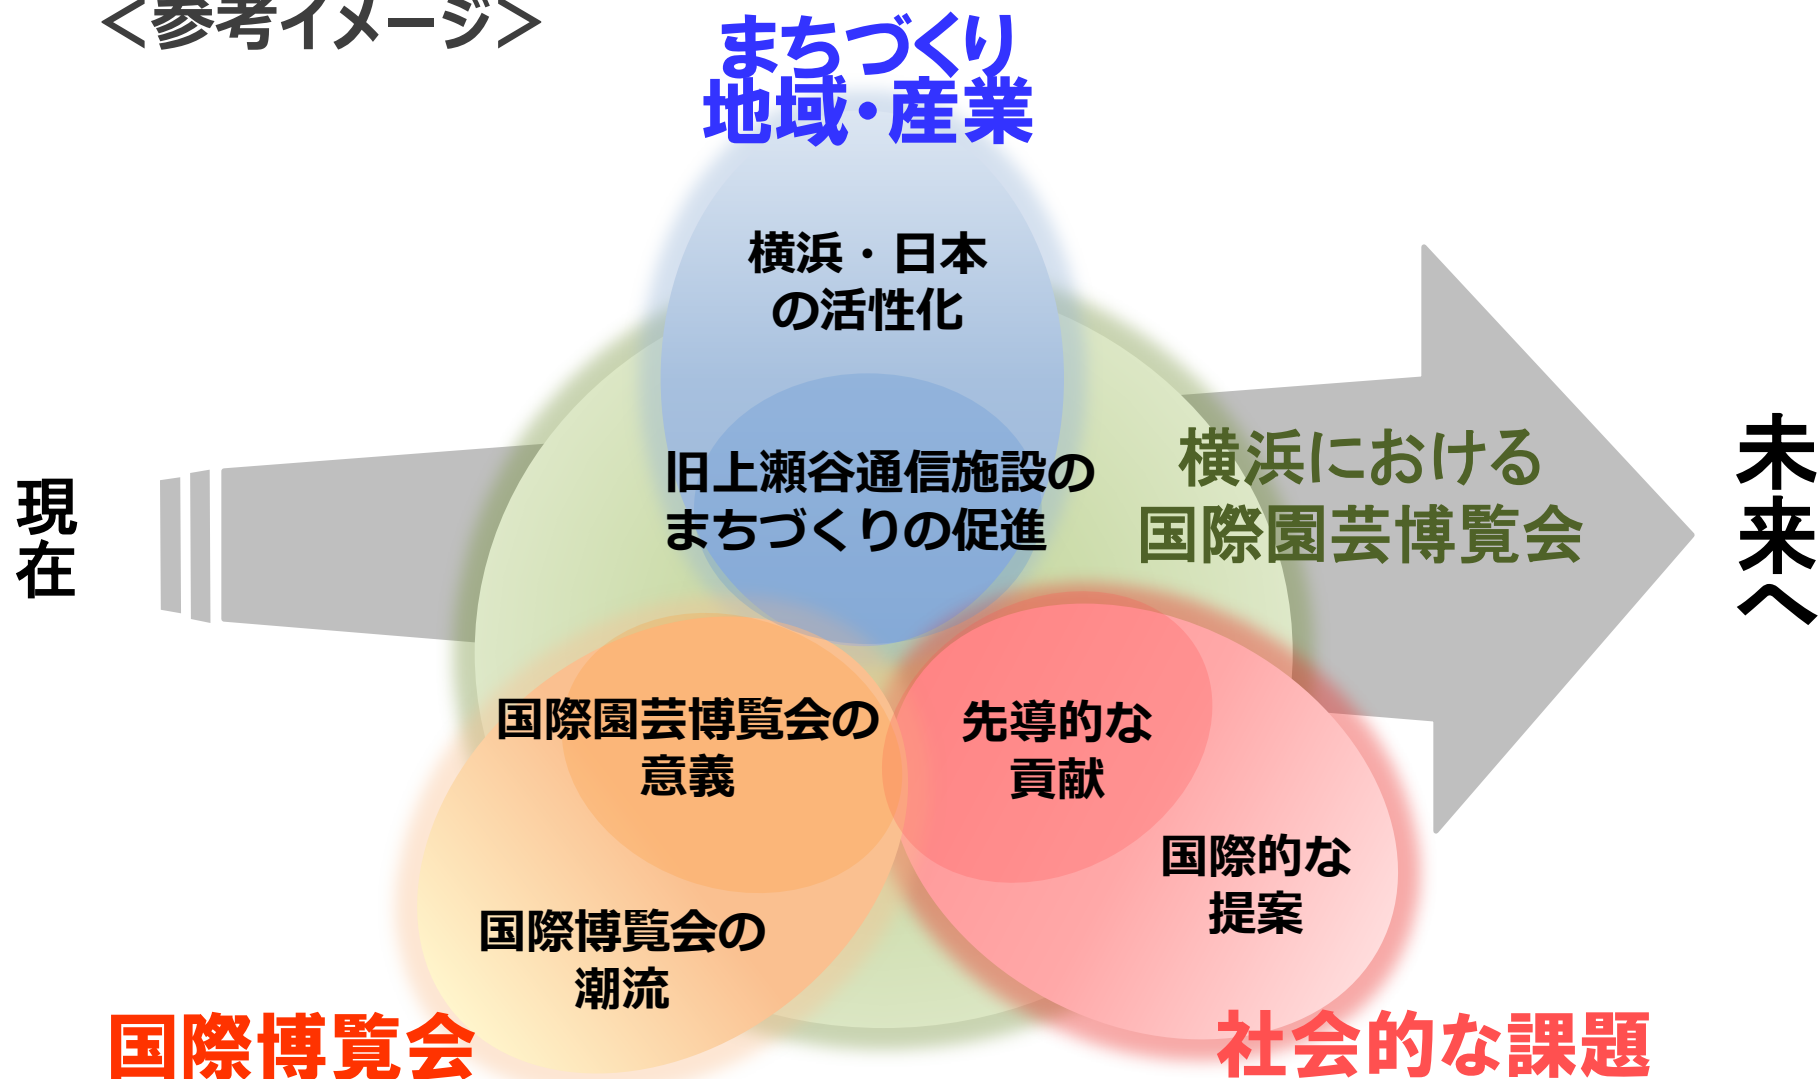 ＜参考イメージ＞
まちづくり
地域・産業
横浜・日本
の活性化
旧上瀬谷通信施設の
まちづくりの促進
横浜における
国際園芸博覧会
現在
未来へ
国際園芸博覧会の
意義
先導的な
貢献
国際的な
提案
国際博覧会の
潮流
国際博覧会
社会的な課題